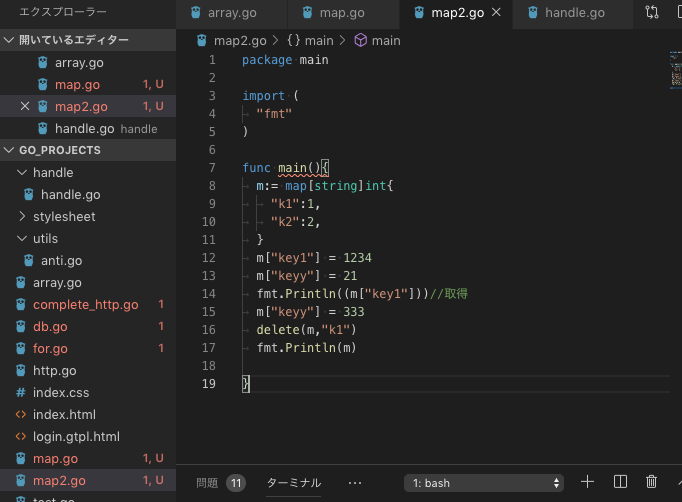 エクスプローラー
array.go
map.go
map2.go
handle.go
開いているエディター
array.go
map.go 1, U
map2.go 1, U
handle.go handle
GO_PROJECTS
handle
handle.go
stylesheet
utils
anti.go
array.go
complete_http.go 1
db.go 1
for.go 1
http.go
index.css
index.html
login.gtpl.html
map.go 1, U
map2.go 1, U
test.go
map2.go > {} main > main
1 package main
2
3 import (
4 "fmt"
5 )
6
7 func main(){
8 m:= map[string]int{
9 "k1":1,
10 "k2":2,
11 }
12 m["key1"] = 1234
13 m["keyy"] = 21
14 fmt.Println((m["key1"]))//取得
15 m["keyy"] = 333
16 delete(m,"k1")
17 fmt.Println(m)
18
19 }
問題 11 ターミナル ··· 1: bash